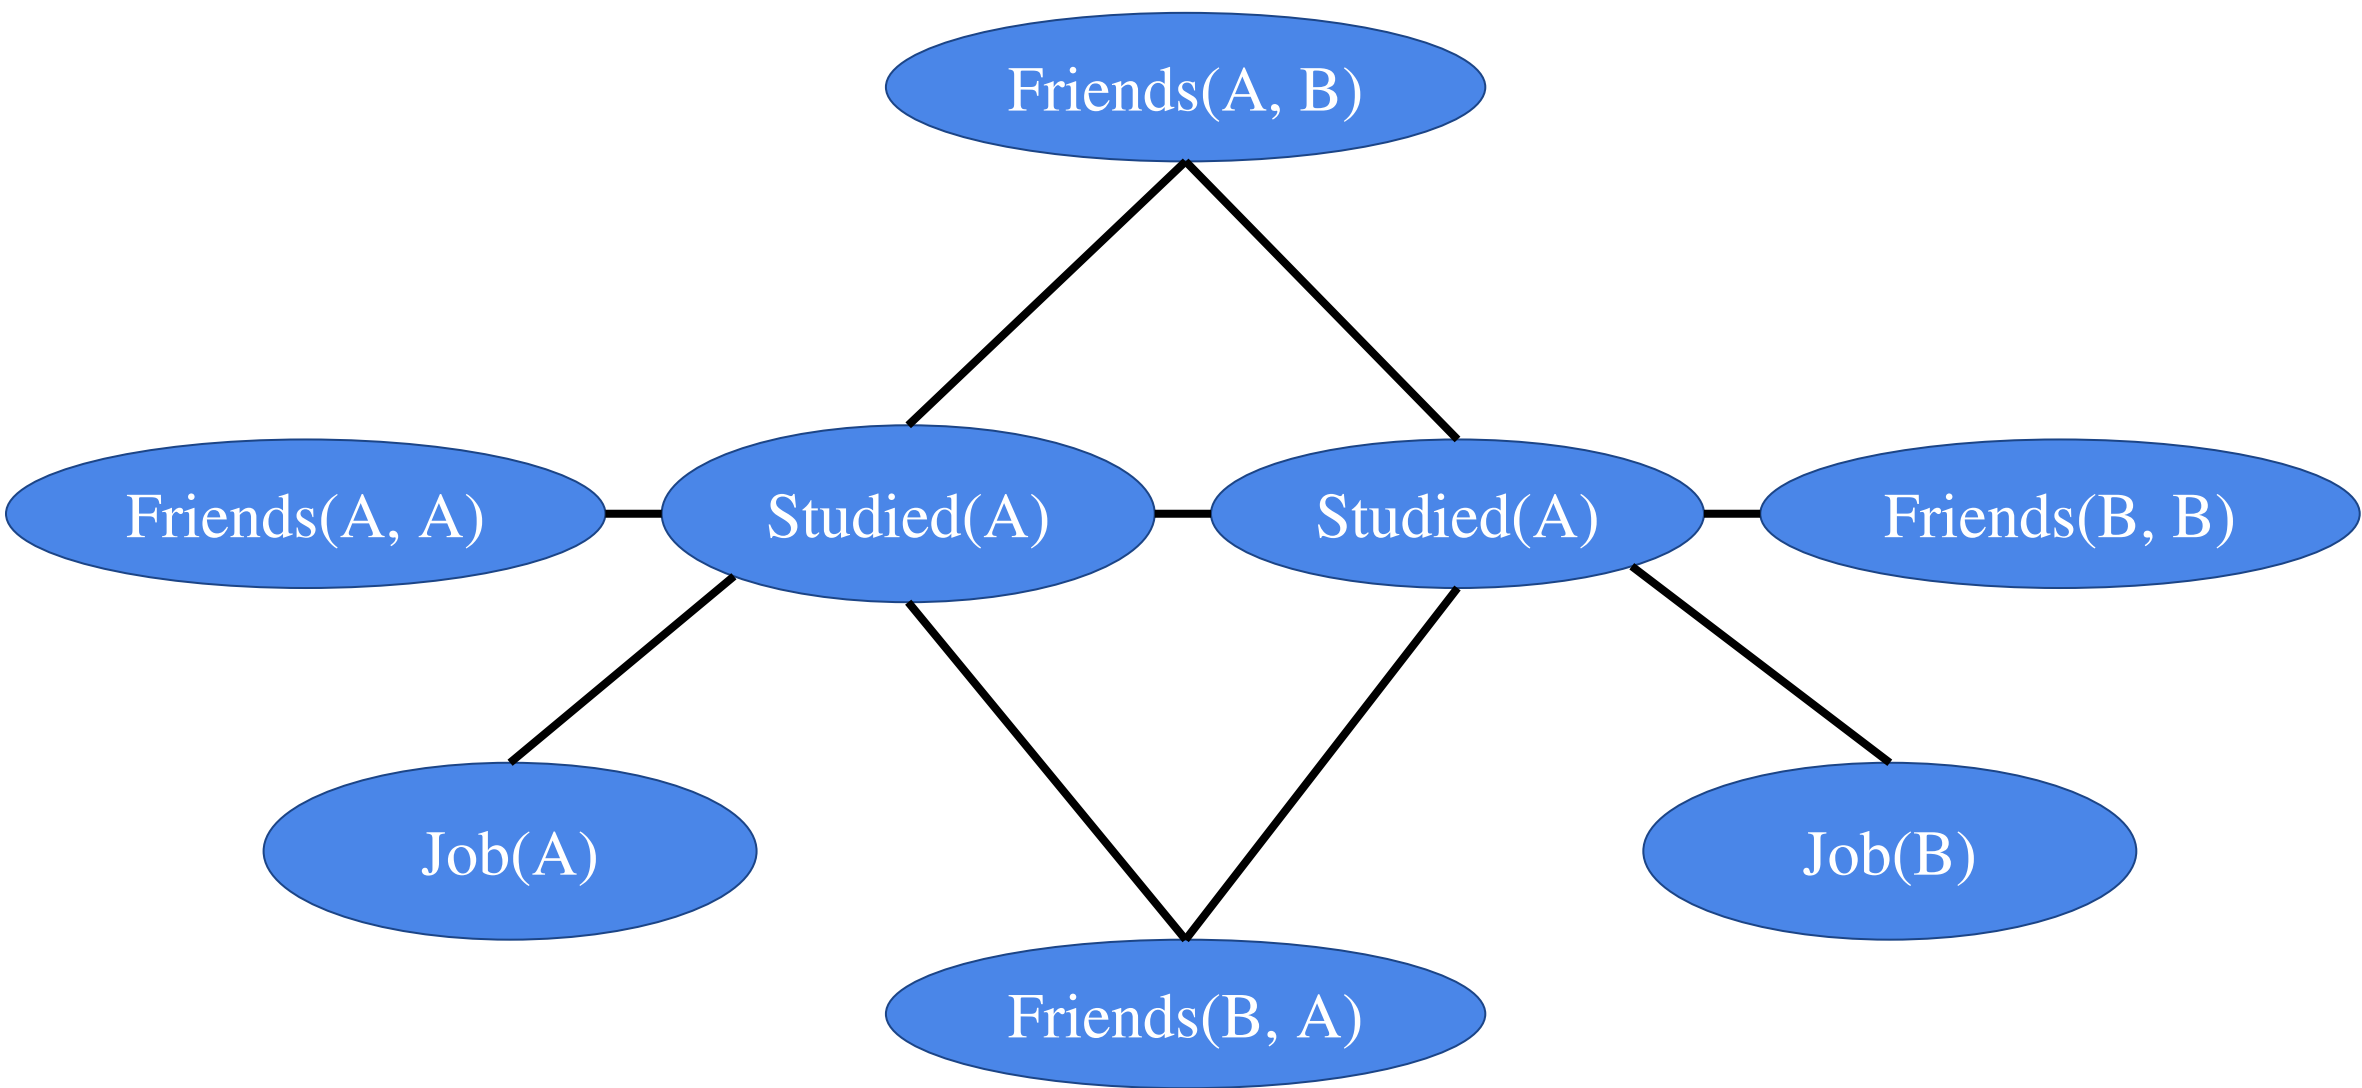 Friends(A, B)
Friends(A, A)
Studied(A)
Studied(A)
Friends(B, B)
Job(A)
Job(B)
Friends(B, A)